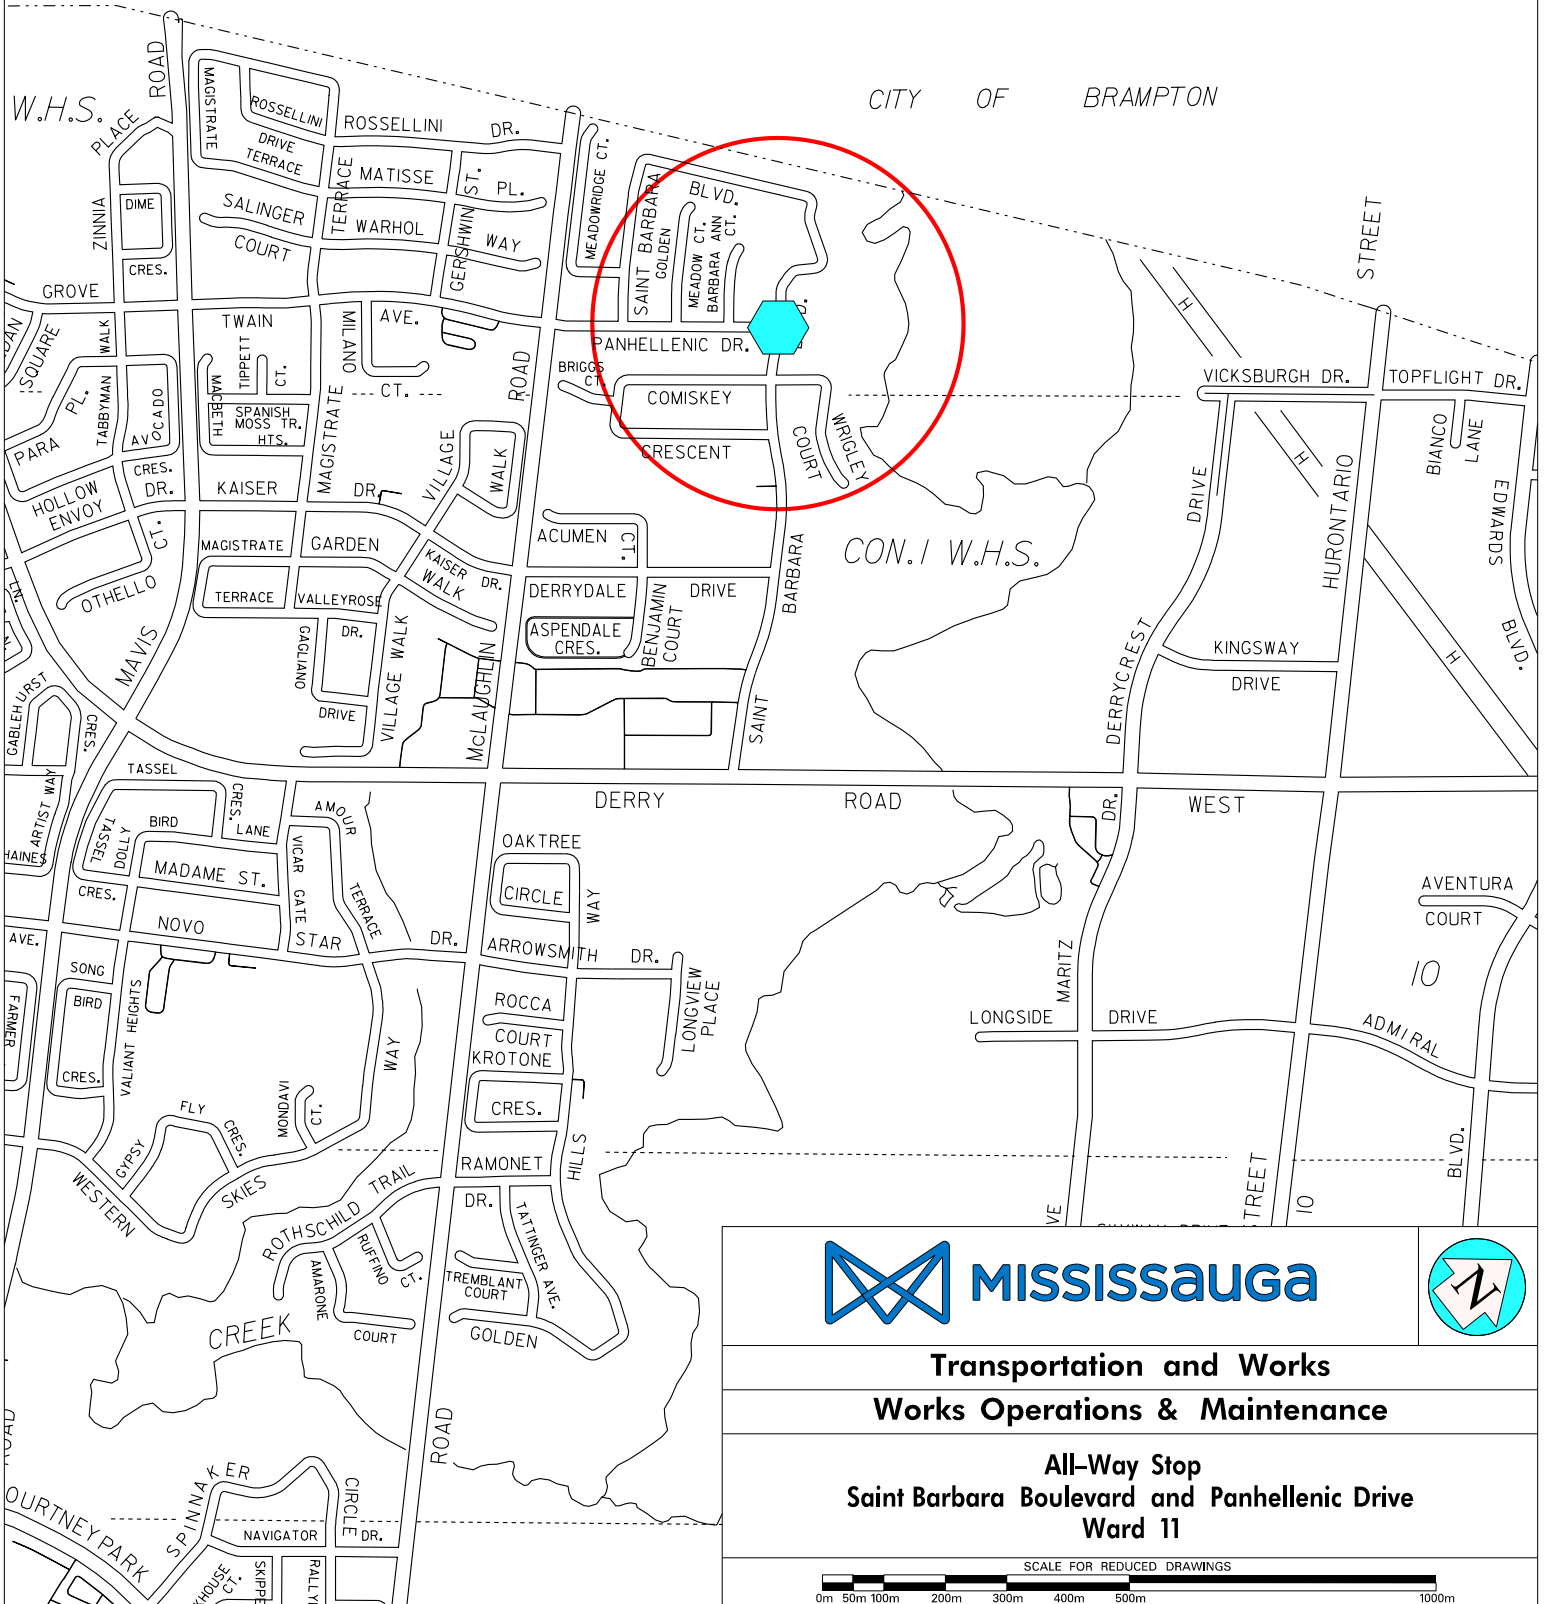 CITY OF BRAMPTON
W.H.S.
ROAD
PLACE
ZINNIA
DIME
CRES.
MAGISTRATE
ROSSELLINI
DRIVE
TERRACE
ROSSELLINI DR.
TERRACE
MATISSE
ST.
PL.
SALINGER
COURT
WARHOL
GERSHWIN
WAY
MEADOWRIDGE CT.
SAINT BARBARA
BLVD.
GOLDEN
MEADOW CT.
BARBARA ANN
CT.
STREET
GROVE
SQUARE
WALK
TWAIN
MILANO
AVE.
CT.
TIPPETT
CT.
MACBETH
SPANISH
MOSS TR.
HTS.
MAGISTRATE
ROAD
PANHELLENIC DR.
BRIGGS
CT.
COMISKEY
CRESCENT
WRIGLEY
COURT
VICKSBURGH DR.
TOPFLIGHT DR.
BIANCO
LANE
H
H
H
PARA
PL.
TABBYMAN
AVOCADO
CRES.
HOLLOW
ENVOY
DR.
KAISER
DR.
VILLAGE
WALK
OTHELLO
CT.
LN.
MAGISTRATE
GARDEN
TERRACE
VALLEYROSE
DR.
KAISER DR.
WALK
ACUMEN
CT.
DERRYDALE
DRIVE
ASPENDALE
CRES.
BENJAMIN
COURT
BARBARA
SAINT
CON.1 W.H.S.
DRIVE
DERRYCREST
HURONTARIO
EDWARDS
BLVD.
KINGSWAY
DRIVE
MAVIS
GAGLIANO
DRIVE
VILLAGE WALK
McLAUGHLIN
GABLEHURST
CRES.
ARTIST WAY
HAINES
TASSEL
CRES.
TASSEL
DOLLY
BIRD
LANE
AMOUR
TERRACE
VICAR GATE
MADAME ST.
CRES.
NOVO
STAR
DR.
AVE.
DERRY
ROAD
WEST
DR.
OAKTREE
CIRCLE
WAY
ARROWSMITH
DR.
LONGVIEW
PLACE
ROCCA
COURT
KROTONE
CRES.
MARITZ
AVENTURA
COURT
10
LONGSIDE
DRIVE
ADMIRAL
BLVD.
SONG
BIRD
CRES.
FARMER
VALIANT HEIGHTS
WAY
FLY
CRES.
GYPSY
MONDAVI
CT.
WESTERN
SKIES
RAMONET
DR.
HILLS
ROTHSCHILD TRAIL
RUFFINO
CT.
AMARONE
COURT
TATTINGER AVE.
TREMBLANT
COURT
GOLDEN
CREEK
ROAD
STREET
10
SPINNAKER
CIRCLE
NAVIGATOR
DR.
MISSISSAUGA
N
Transportation and Works
Works Operations & Maintenance
All-Way Stop
Saint Barbara Boulevard and Panhellenic Drive
Ward 11
SCALE FOR REDUCED DRAWINGS
0m 50m 100m 200m 300m 400m 500m 1000m